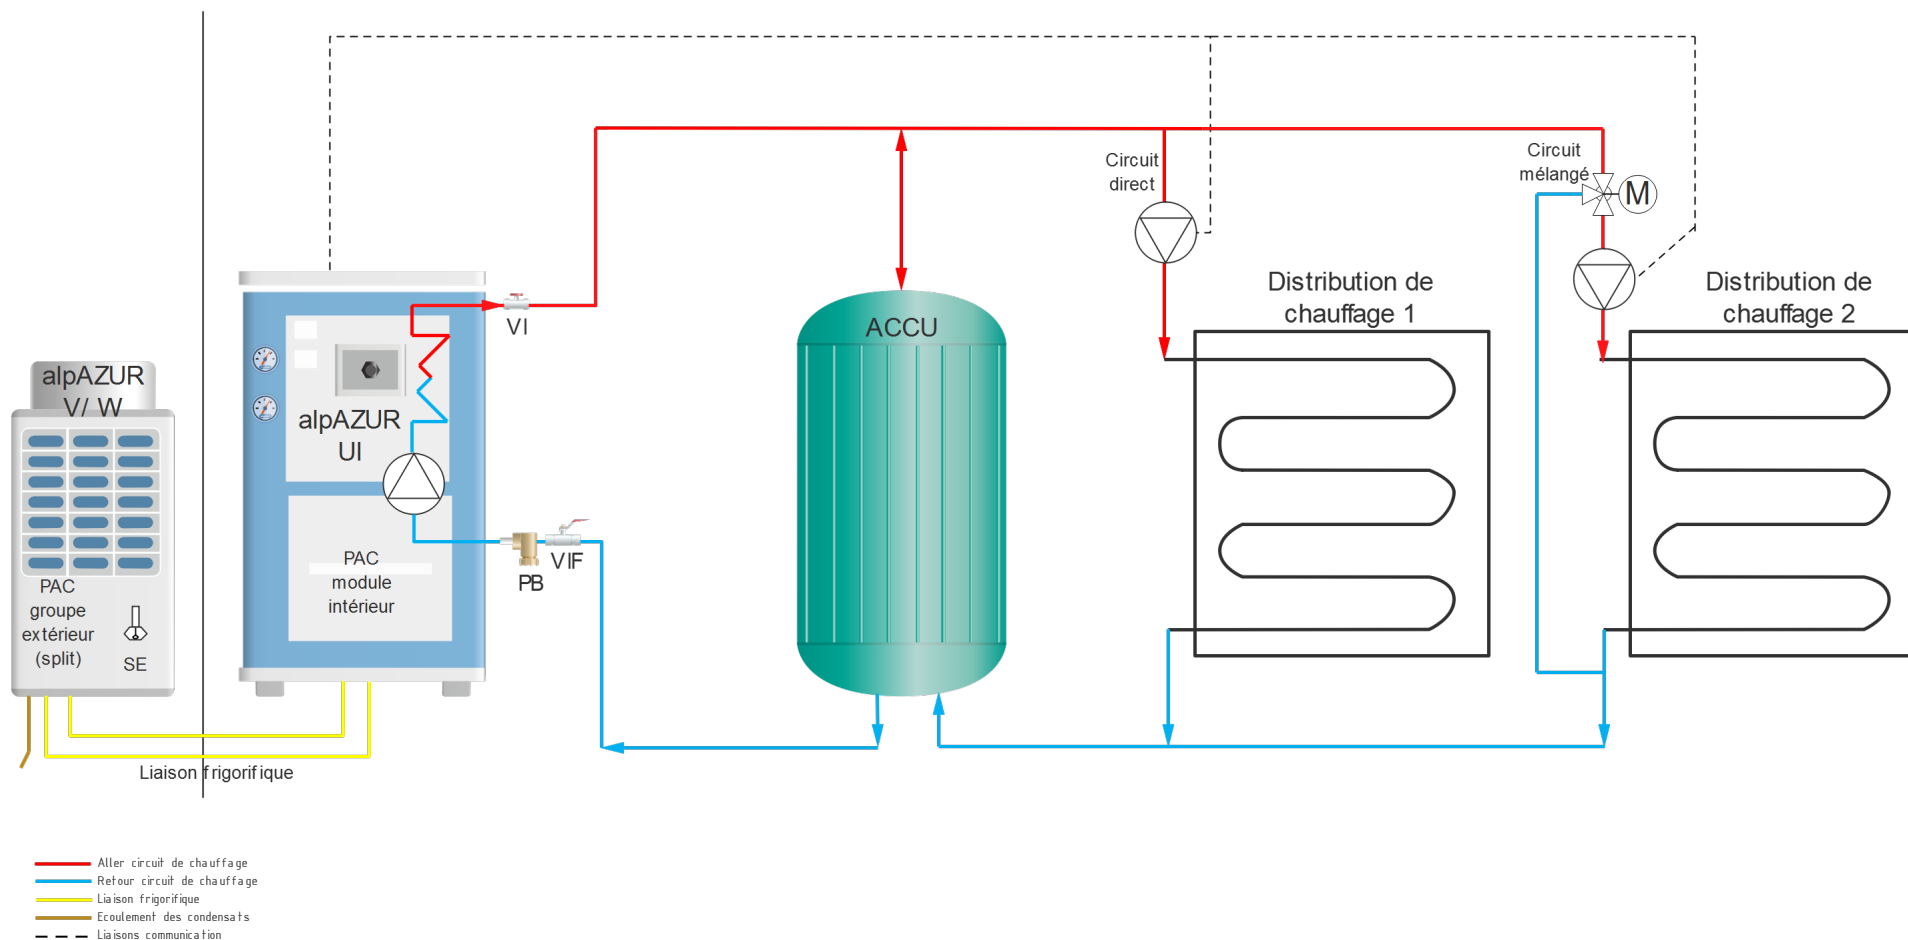 Circuit
direct
Circuit
mélangé
M
Distribution de
chauffage 1
Distribution de
chauffage 2
VI
ACCU
alpAZUR
V/ W
alpAZUR
UI
PAC
module
intérieur
PB
VIF
PAC
groupe
extérieur
(split)
SE
Liaison frigorifique
Aller circuit de chauffage
Retour circuit de chauffage
Liaison frigorifique
Ecoulement des condensats
Liaisons communication